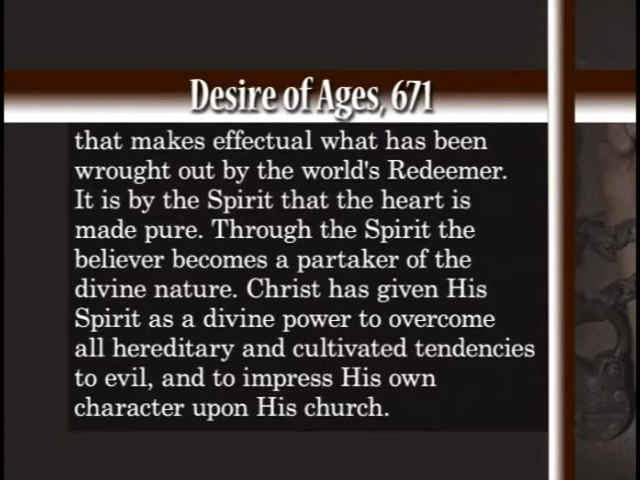 Desire of Ages, 671
that makes effectual what has been
wrought out by the world's Redeemer.
It is by the Spirit that the heart is
made pure. Through the Spirit the
believer becomes a partaker of the
divine nature. Christ has given His
Spirit as a divine power to overcome
all hereditary and cultivated tendencies
to evil, and to impress His own
character upon His church.